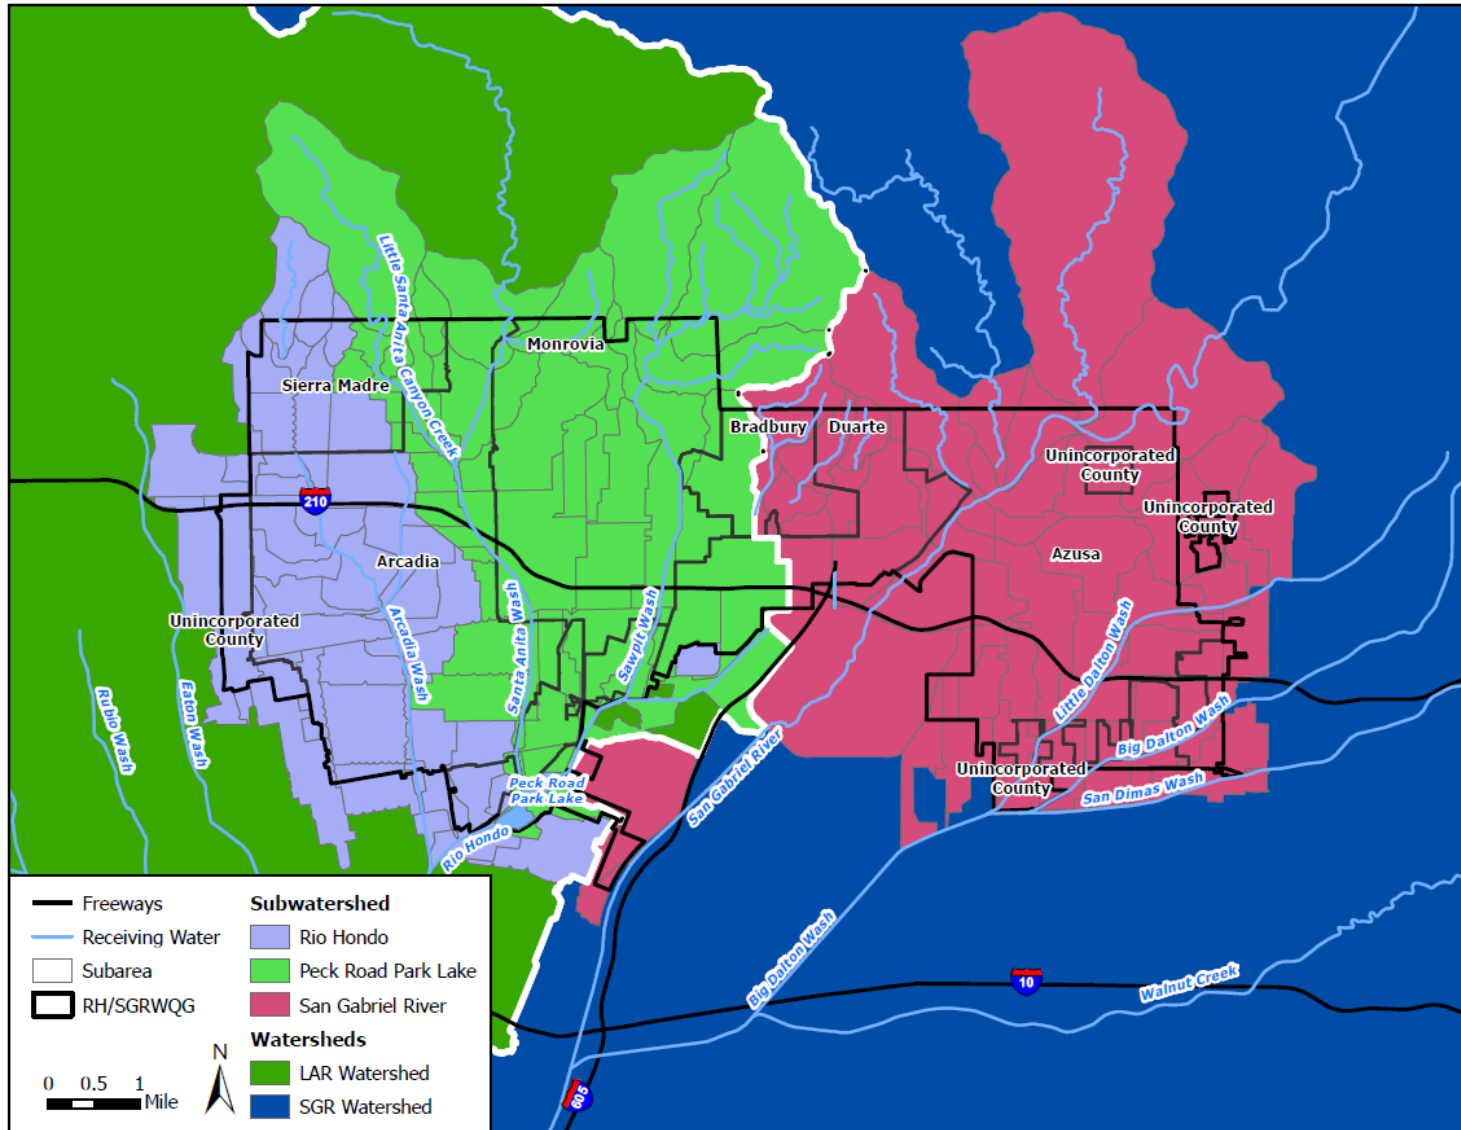 Little Santa Anita Canyon Creek
Monrovia
Sierra Madre
Bradbury
Duarte
Unincorporated
County
Unincorporated
County
210
Arcadia
Azusa
Unincorporated
County
Arcadia Wash
Santa Anita Wash
Sawpit Wash
Little Dalton Wash
Rubio Wash
Eaton Wash
Big Dalton Wash
San Gabriel River
Unincorporated
County
San Dimas Wash
Peck Road
Park Lake
Rio Hondo
Big Dalton Wash
10
Walnut Creek
605
Freeways
Receiving Water
Subarea
RH/SGRWQG
Subwatershed
Rio Hondo
Peck Road Park Lake
San Gabriel River
Watersheds
LAR Watershed
SGR Watershed
N
0 0.5 1
Mile